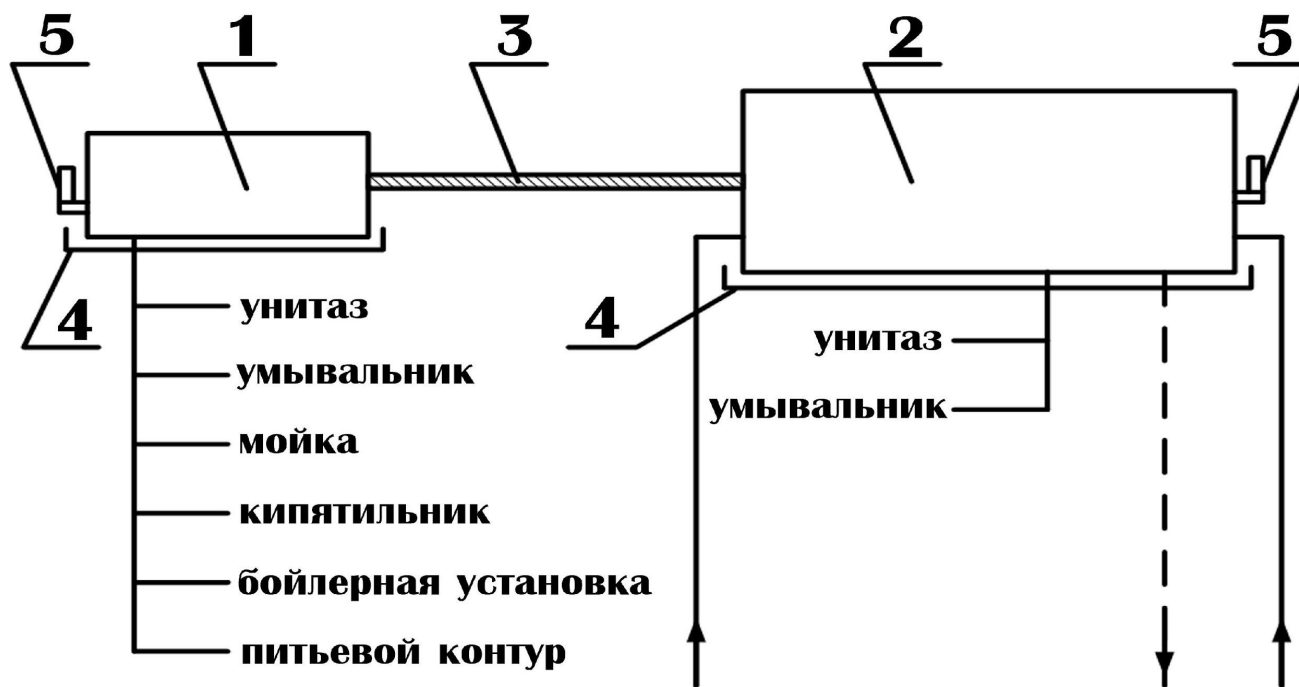 5
1
3
2
5
4
4
унитаз
умывальник
мойка
кипятильник
бойлерная установка
питьевой контур
унитаз
умывальник